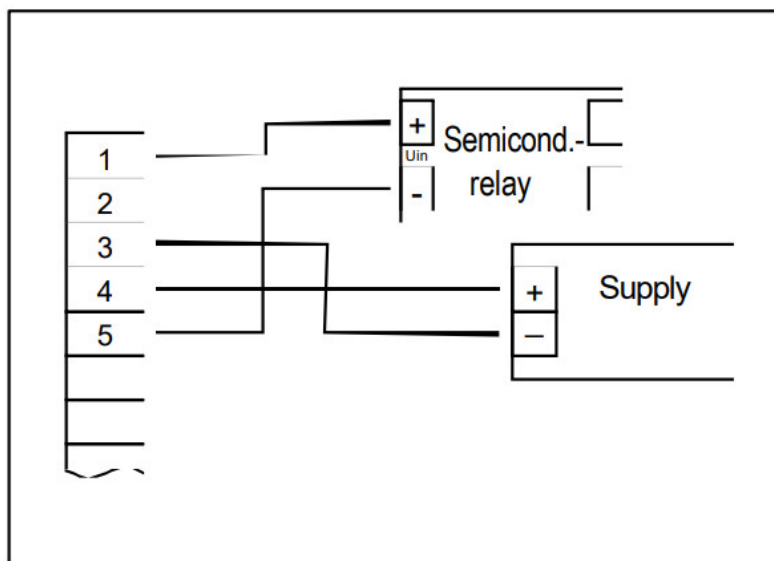 1
2
3
4
5
+
Uin
-
Semicond.-
relay
+
–
Supply